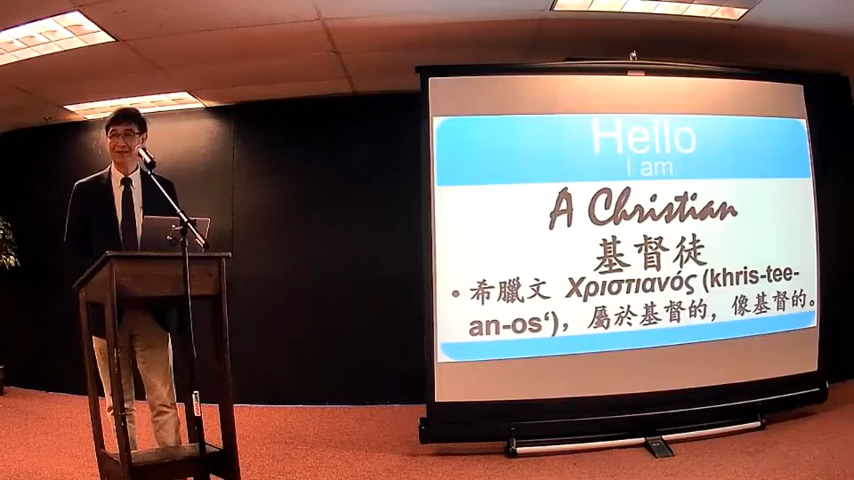 Hello
I am
A Christian
基督徒
• 希臘文 Χριστιανός(khris-tee-
an-os‘), 屬於基督的, 像基督的。